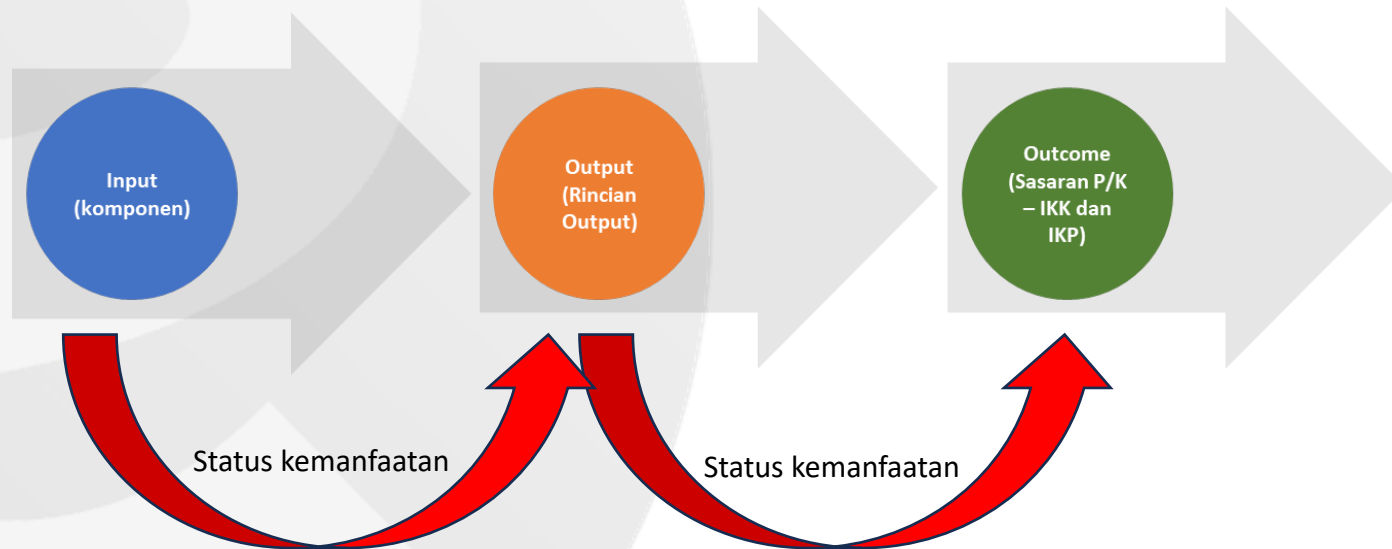 Input
(komponen)
Output
(Rincian
Output)
Outcome
(Sasaran P/K
– IKK dan
IKP)
Status kemanfaatan
Status kemanfaatan